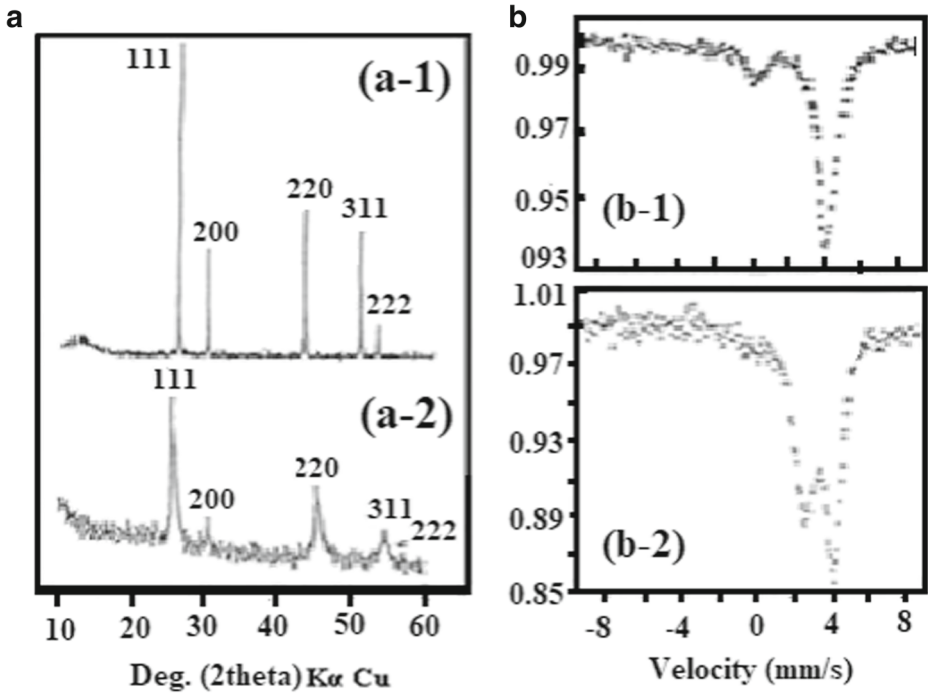 a
111
(a-1)
200
220
311
222
111
(a-2)
200
220
311
222
10 20 30 40 50 60
Deg. (2theta) Kα Cu
b
0.99
0.97
0.95
093
(b-1)
1.01
0.97
0.93
0.89
0.85
(b-2)
-8 -4 0 4 8
Velocity (mm/s)